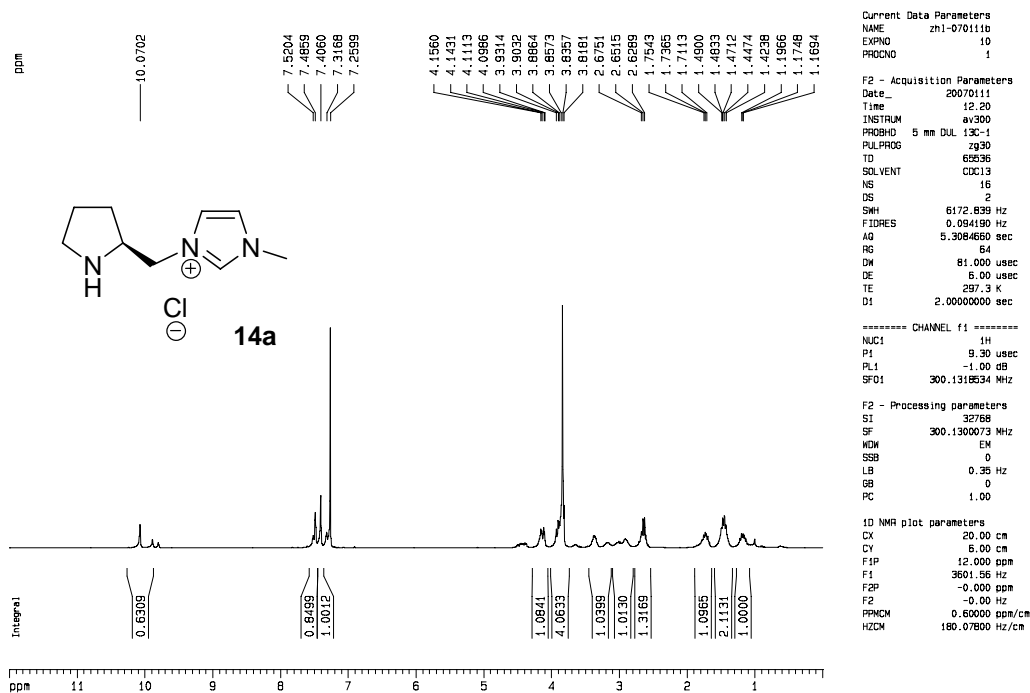 ppm
10.0702
7.5204
7.4859
7.4060
7.3168
7.2599
4.1560
4.1431
4.1113
4.0986
3.9314
3.9032
3.8864
3.8573
3.8357
3.8181
2.6751
2.6515
2.6289
1.7543
1.7365
1.7113
1.4900
1.4833
1.4712
1.4474
1.4238
1.1966
1.1748
1.1694
N
H
N
⊕
N
Cl
⊖
14a
Integral
0.6309
0.8499
1.0012
1.0841
4.0633
1.0399
1.0130
1.3169
1.0965
2.1131
1.0000
ppm 11 10 9 8 7 6 5 4 3 2 1
Current Data Parameters
NAME zhl-070111b
EXPNO 10
PROCNO 1
F2 - Acquisition Parameters
Date_ 20070111
Time 12.20
INSTRUM av300
PROBHD 5 mm DUL 13C-1
PULPROG zg30
TD 65536
SOLVENT CDCl3
NS 16
DS 2
SWH 6172.839 Hz
FIDRES 0.094190 Hz
AQ 5.3084660 sec
RG 64
DW 81.000 usec
DE 6.00 usec
TE 297.3 K
D1 2.00000000 sec
======== CHANNEL f1 ========
NUC1 1H
P1 9.30 usec
PL1 -1.00 dB
SFO1 300.1318534 MHz
F2 - Processing parameters
SI 32768
SF 300.1300073 MHz
WDW EM
SSB 0
LB 0.35 Hz
GB 0
PC 1.00
1D NMR plot parameters
CX 20.00 cm
CY 6.00 cm
F1P 12.000 ppm
F1 3601.56 Hz
F2P -0.000 ppm
F2 -0.00 Hz
PPMCM 0.60000 ppm/cm
HZCM 180.07800 Hz/cm